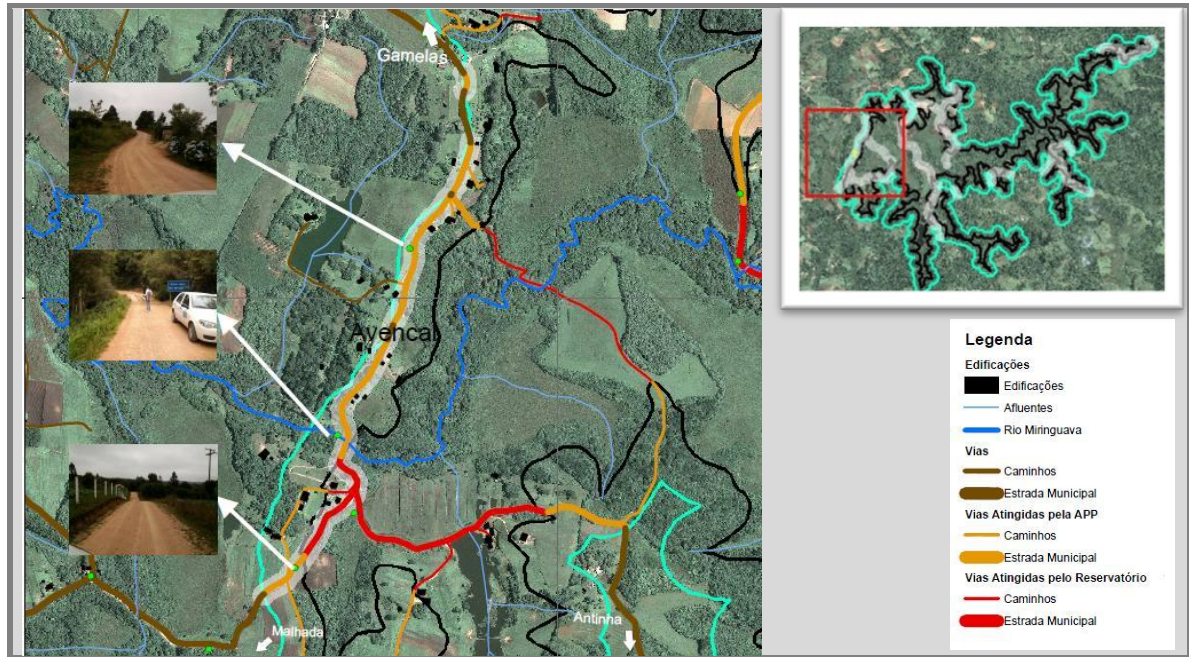 Gamelas
Avencal
Malhada
Antinha
Legenda
Edificações
Edificações
Afluentes
Rio Miringuava
Vias
Caminhos
Estrada Municipal
Vias Atingidas pela APP
Caminhos
Estrada Municipal
Vias Atingidas pelo Reservatório
Caminhos
Estrada Municipal